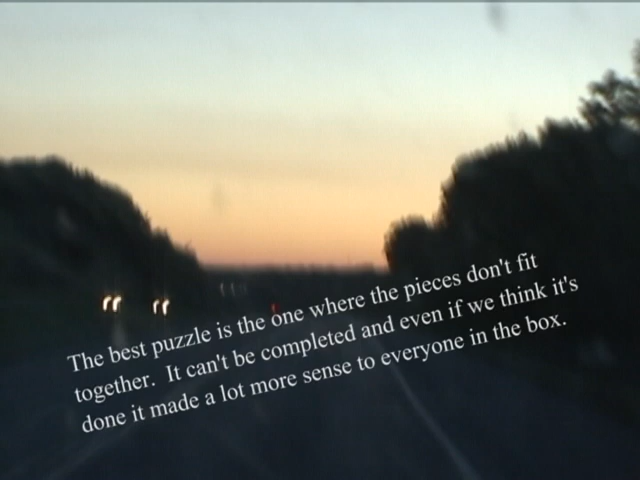 The best puzzle is the one where the pieces don't fit
together.  It can't be completed and even if we think it's
done it made a lot more sense to everyone in the box.